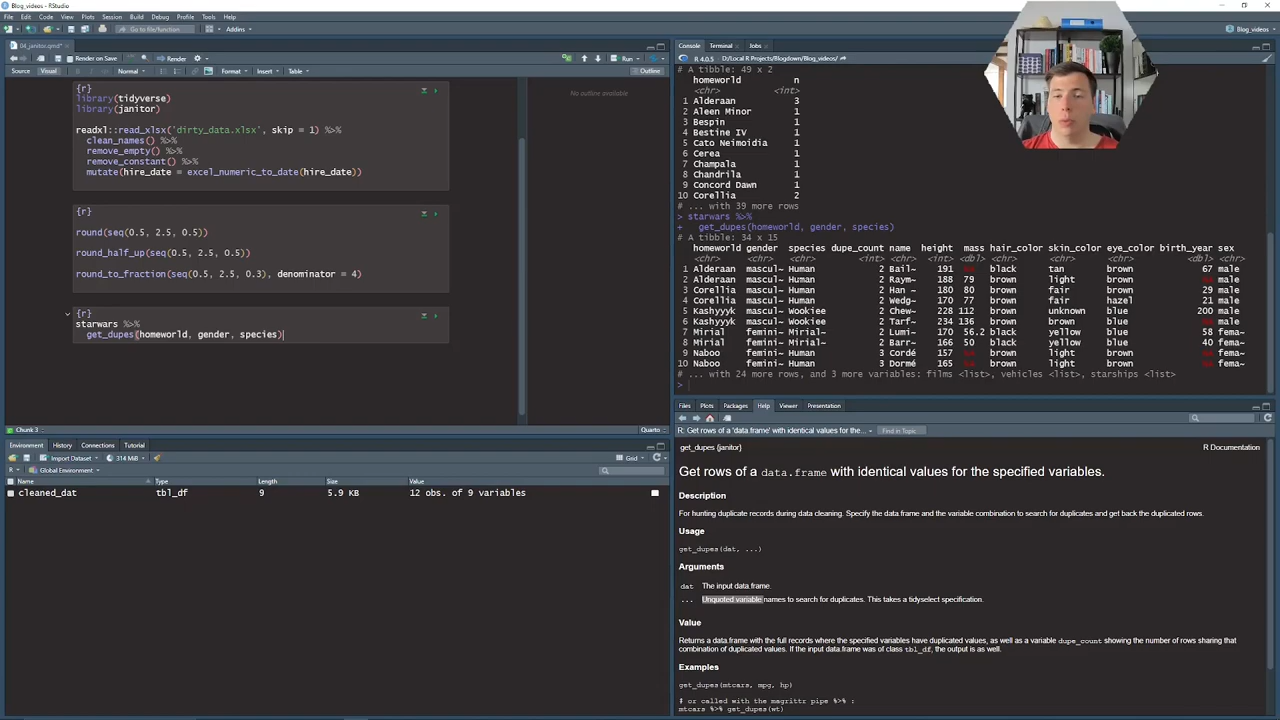 Blog_videos - RStudio
File Edit Code View Plots Session Build Debug Profile Tools Help
Go to file/function Addins Blog_videos
04_janitor.qmd*
Render on Save Render Run
Source Visual Normal Format Insert Table Outline
{r}
library(tidyverse)
library(janitor)
readxl::read_xlsx('dirty_data.xlsx', skip = 1) %>%
clean_names() %>%
remove_empty() %>%
remove_constant() %>%
mutate(hire_date = excel_numeric_to_date(hire_date))
{r}
round(seq(0.5, 2.5, 0.5))
round_half_up(seq(0.5, 2.5, 0.5))
round_to_fraction(seq(0.5, 2.5, 0.3), denominator = 4)
{r}
starwars %>%
get_dupes(homeworld, gender, species)
No outline available
Chunk 3 Quarto
Environment History Connections Tutorial
Import Dataset 314 MiB Grid
R Global Environment
Name Type Length Size Value
cleaned_dat tbl_df 9 5.9 KB 12 obs. of 9 variables
Console Terminal Jobs
R 4.0.5 · D:/Local R Projects/Blogdown/Blog_videos/
# A tibble: 49 x 2
homeworld n
<chr> <int>
1 Alderaan 3
2 Aleen Minor 1
3 Bespin 1
4 Bestine IV 1
5 Cato Neimoidia 1
6 Cerea 1
7 Champala 1
8 Chandrila 1
9 Concord Dawn 1
10 Corellia 2
# ... with 39 more rows
> starwars %>%
+ get_dupes(homeworld, gender, species)
# A tibble: 34 x 15
homeworld gender species dupe_count name height mass hair_color skin_color eye_color birth_year sex
<chr> <chr> <chr> <int> <chr> <int> <dbl> <chr> <chr> <chr> <dbl> <chr>
1 Alderaan mascul~ Human 2 Bail~ 191 NA black tan brown 67 male
2 Alderaan mascul~ Human 2 Raym~ 188 79 brown light brown NA male
3 Corellia mascul~ Human 2 Han ~ 180 80 brown fair brown 29 male
4 Corellia mascul~ Human 2 Wedg~ 170 77 brown fair hazel 21 male
5 Kashyyyk mascul~ Wookiee 2 Chew~ 228 112 brown unknown blue 200 male
6 Kashyyyk mascul~ Wookiee 2 Tarf~ 234 136 brown brown blue NA male
7 Mirial femini~ Mirial~ 2 Lumi~ 170 56.2 black yellow blue 58 fema~
8 Mirial femini~ Mirial~ 2 Barr~ 166 50 black yellow blue 40 fema~
9 Naboo femini~ Human 3 Cordé 157 NA brown light brown NA fema~
10 Naboo femini~ Human 3 Dormé 165 NA brown light brown NA fema~
# ... with 24 more rows, and 3 more variables: films <list>, vehicles <list>, starships <list>
>
Files Plots Packages Help Viewer Presentation
R: Get rows of a 'data.frame' with identical values for the... Find in Topic
get_dupes {janitor} R Documentation
Get rows of a data.frame with identical values for the specified variables.
Description
For hunting duplicate records during data cleaning. Specify the data.frame and the variable combination to search for duplicates and get back the duplicated rows.
Usage
get_dupes(dat, ...)
Arguments
dat The input data.frame.
... Unquoted variable names to search for duplicates. This takes a tidyselect specification.
Value
Returns a data.frame with the full records where the specified variables have duplicated values, as well as a variable dupe_count showing the number of rows sharing that
combination of duplicated values. If the input data.frame was of class tbl_df, the output is as well.
Examples
get_dupes(mtcars, mpg, hp)
# or called with the magrittr pipe %>% :
mtcars %>% get_dupes(wt)